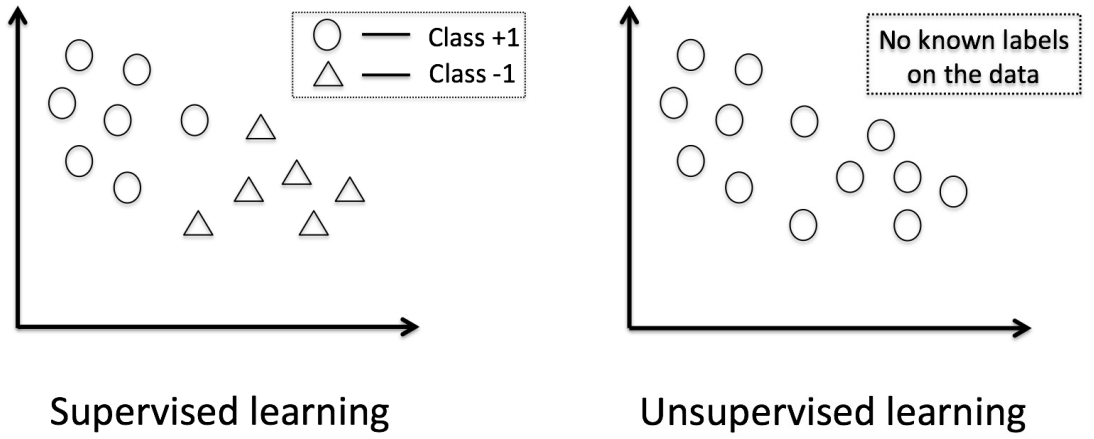 Class +1
Class -1
No known labels
on the data
Supervised learning
Unsupervised learning